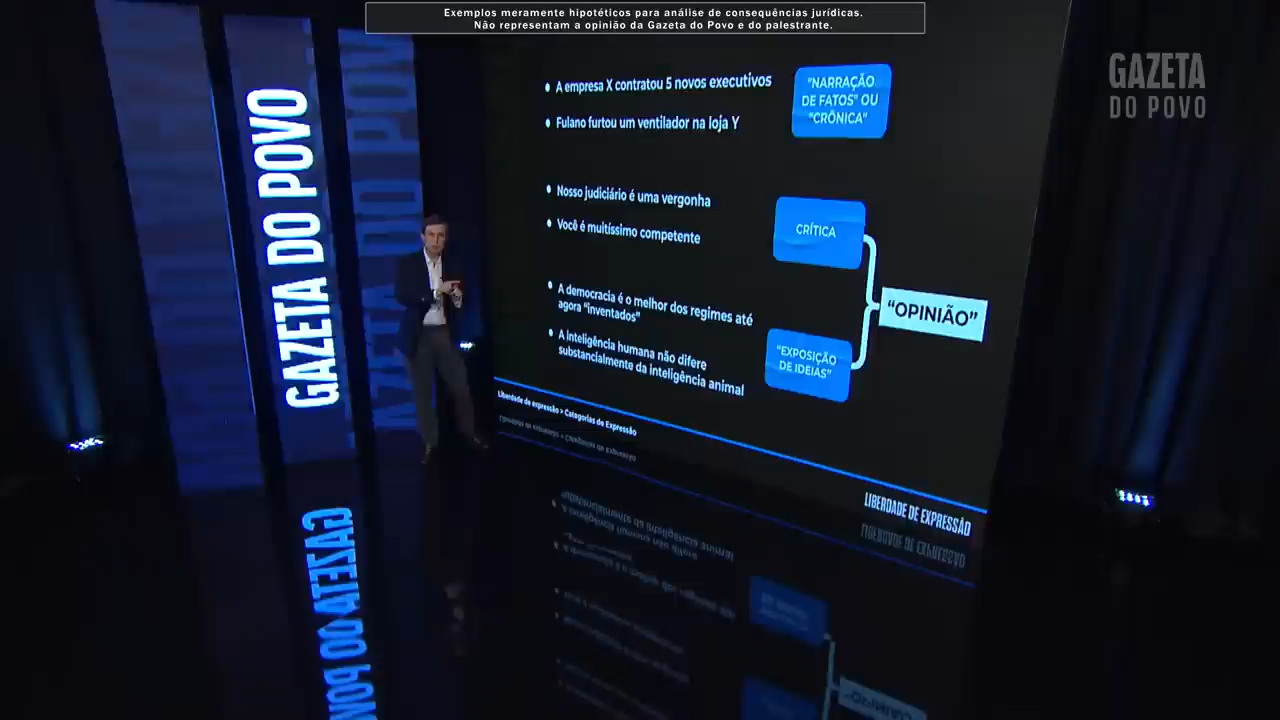 Exemplos meramente hipotéticos para análise de consequências jurídicas.
Não representam a opinião da Gazeta do Povo e do palestrante.
GAZETA
DO POVO
GAZETA DO POVO
• A empresa X contratou 5 novos executivos
• Fulano furtou um ventilador na loja Y
"NARRAÇÃO
DE FATOS" OU
"CRÔNICA"
• Nosso judiciário é uma vergonha
• Você é muitíssimo competente
CRÍTICA
• A democracia é o melhor dos regimes até
agora "inventados"
• A inteligência humana não difere
substancialmente da inteligência animal
"EXPOSIÇÃO
DE IDEIAS"
"OPINIÃO"
Liberdade de expressão > Categorias de Expressão
LIBERDADE DE EXPRESSÃO